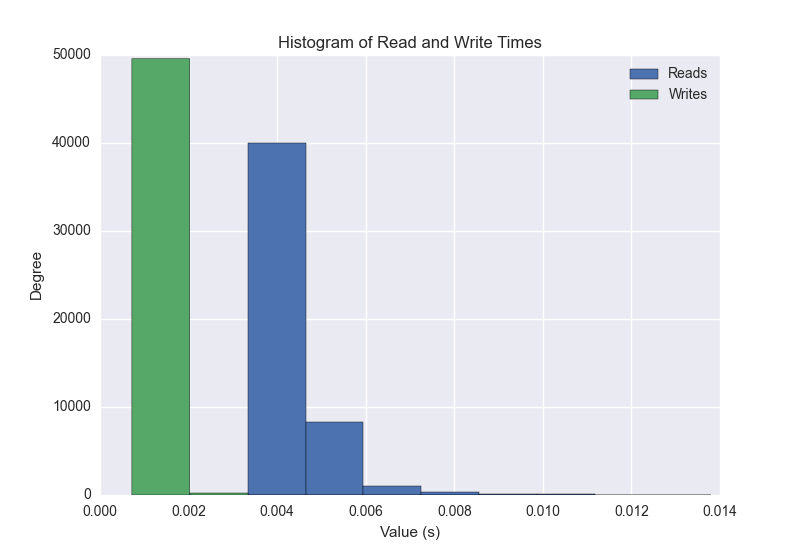 Histogram of Read and Write Times
50000
40000
30000
20000
10000
0
Degree
Reads
Writes
0.000 0.002 0.004 0.006 0.008 0.010 0.012 0.014
Value (s)